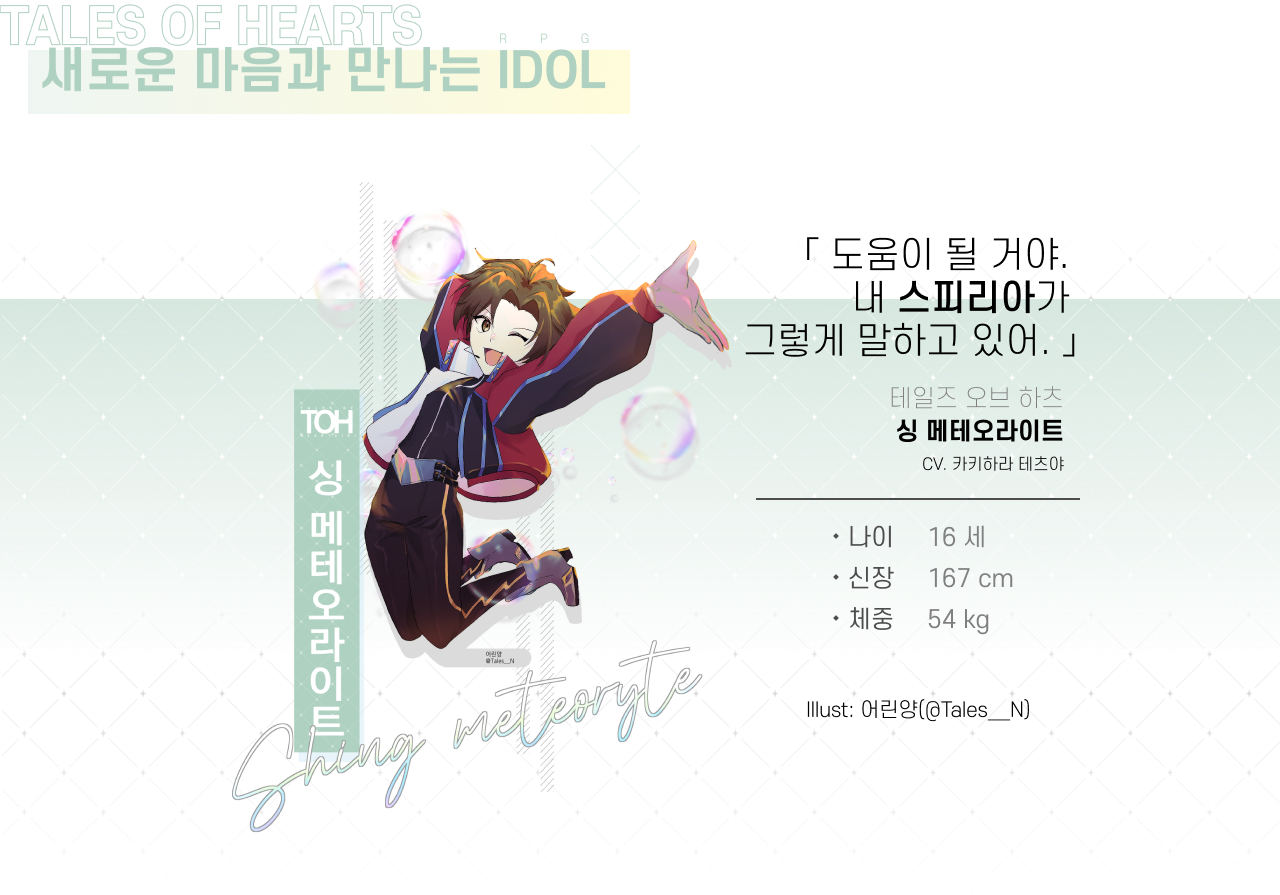 TALES OF HEARTS
R P G
새로운 마음과 만나는 IDOL
「 도움이 될 거야.
내 스피리아가
그렇게 말하고 있어. 」
테일즈 오브 하츠
싱 메테오라이트
CV. 카키하라 테츠야
• 나이 16 세
• 신장 167 cm
• 체중 54 kg
Illust: 어린양(@Tales__N)
TOH
싱 메테오라이트
어린양
@Tales__N
Shing meteoryte